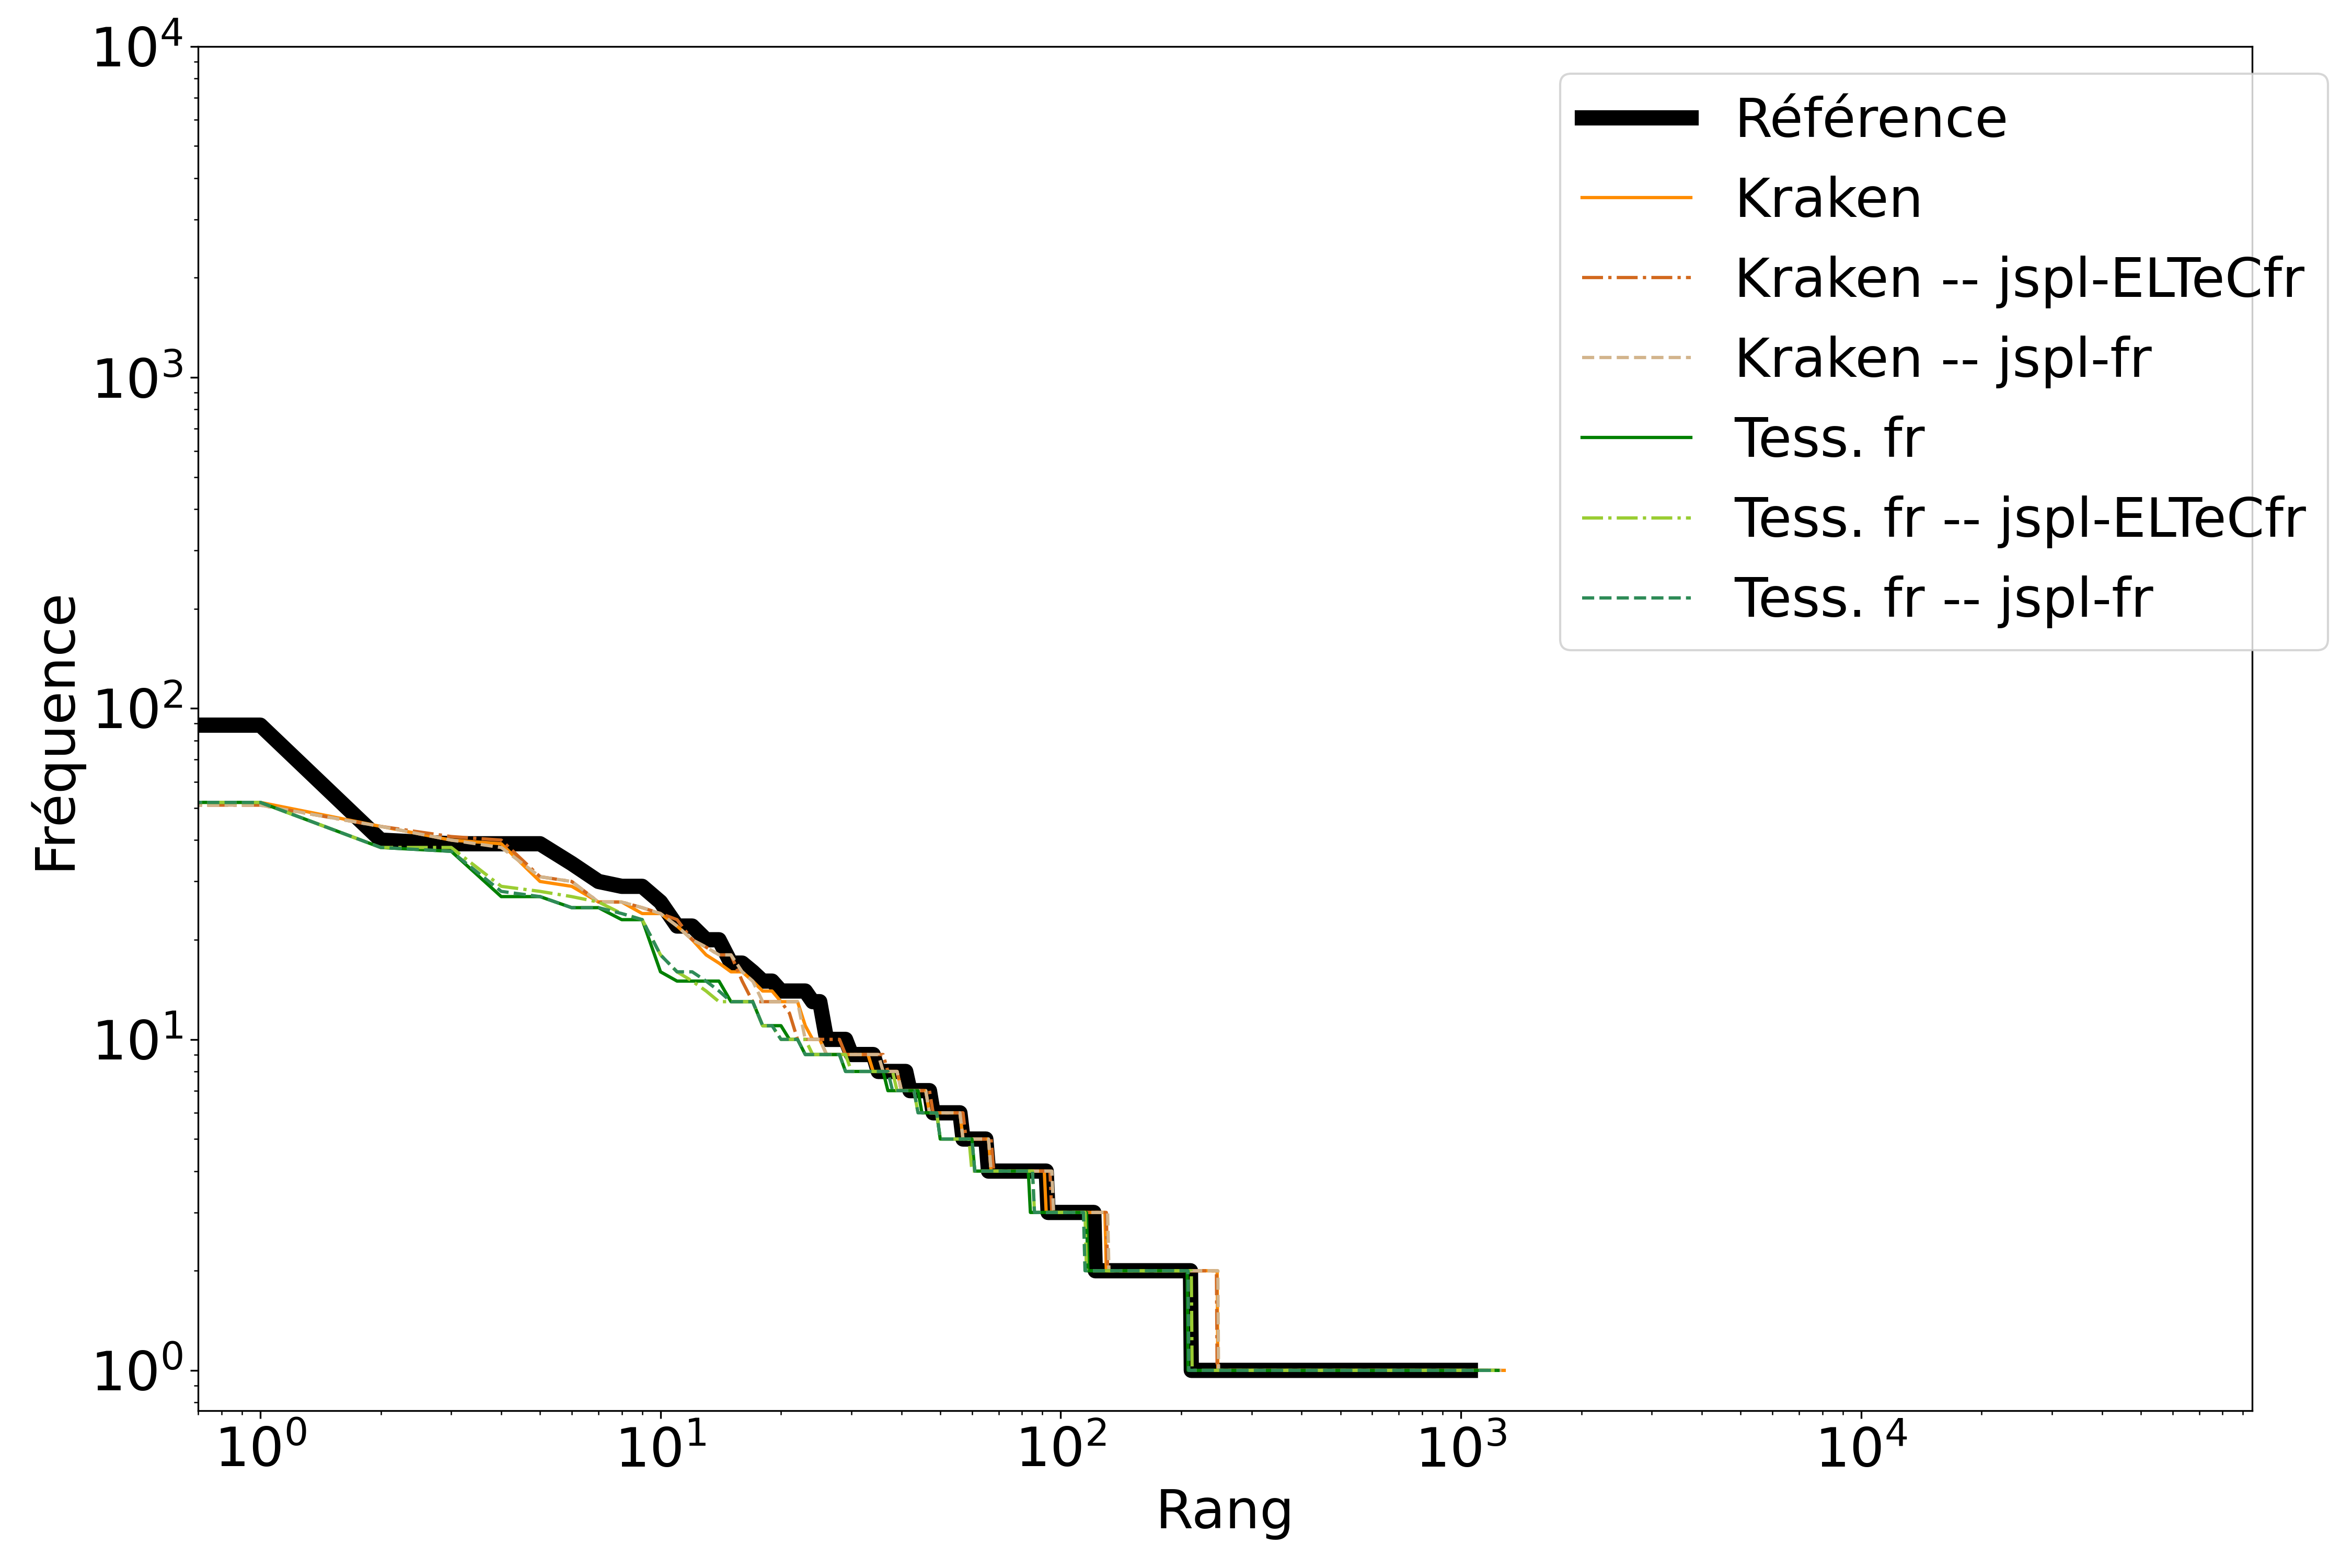 10^4
10^3
10^2
10^1
10^0
Fréquence
10^0 10^1 10^2 10^3 10^4
Rang
Référence
Kraken
Kraken -- jspl-ELTeCfr
Kraken -- jspl-fr
Tess. fr
Tess. fr -- jspl-ELTeCfr
Tess. fr -- jspl-fr